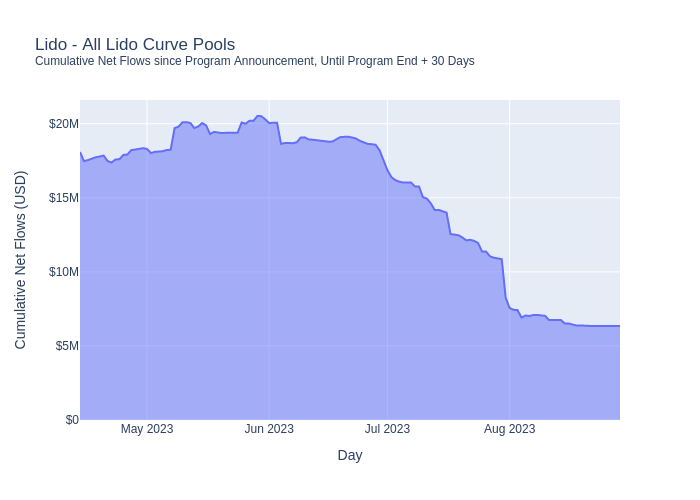 Lido - All Lido Curve Pools
Cumulative Net Flows since Program Announcement, Until Program End + 30 Days
Cumulative Net Flows (USD)
$20M
$15M
$10M
$5M
$0
May 2023
Jun 2023
Jul 2023
Aug 2023
Day